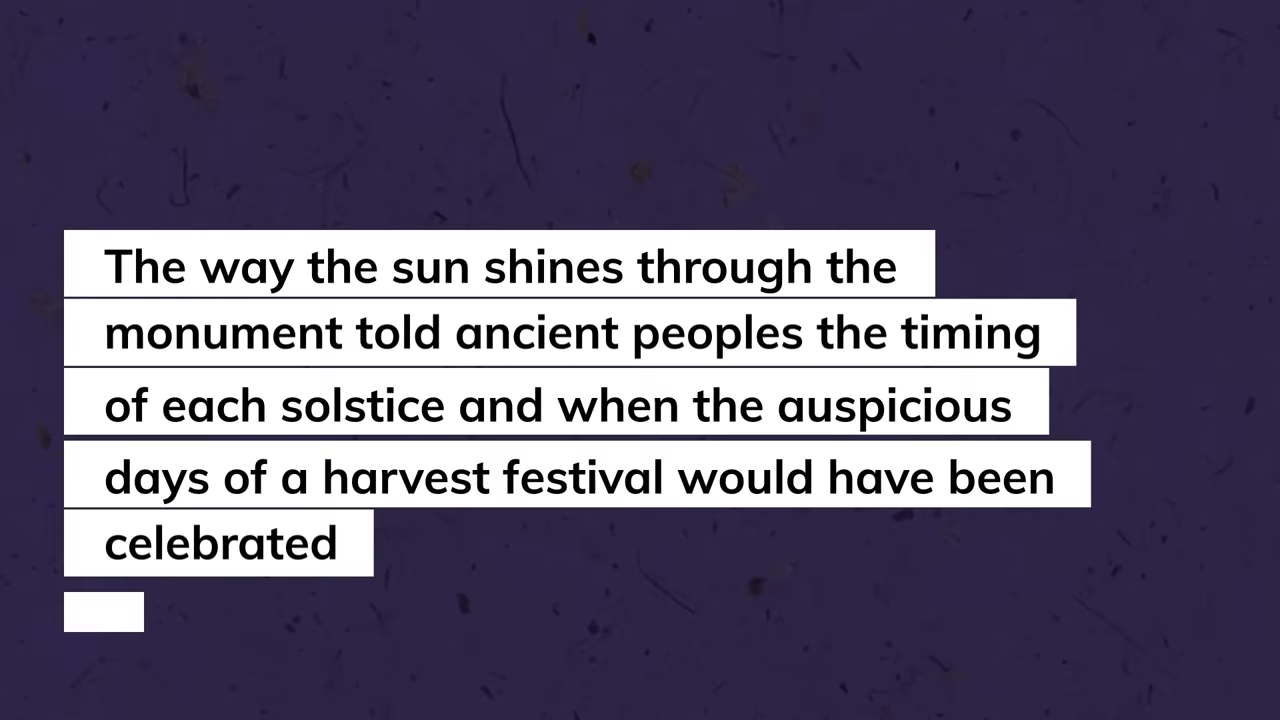 The way the sun shines through the
monument told ancient peoples the timing
of each solstice and when the auspicious
days of a harvest festival would have been
celebrated